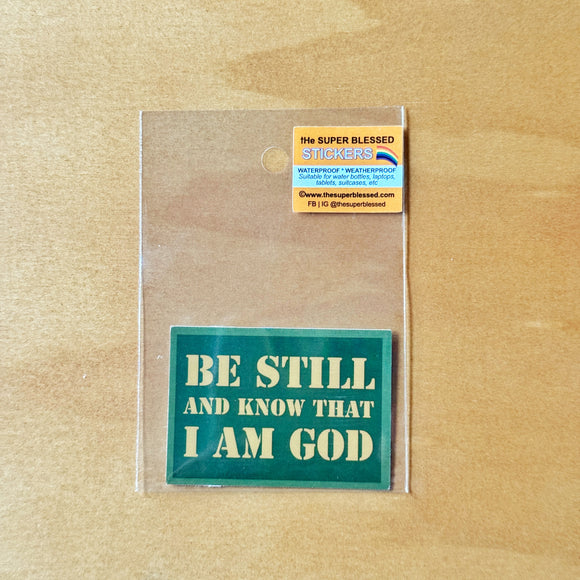 tHe SUPER BLESSED
STICKERS
WATERPROOF * WEATHERPROOF
Suitable for water bottles, laptops,
tablets, suitcases, etc
©www.thesuperblessed.com
FB | IG @thesuperblessed
BE STILL
AND KNOW THAT
I AM GOD